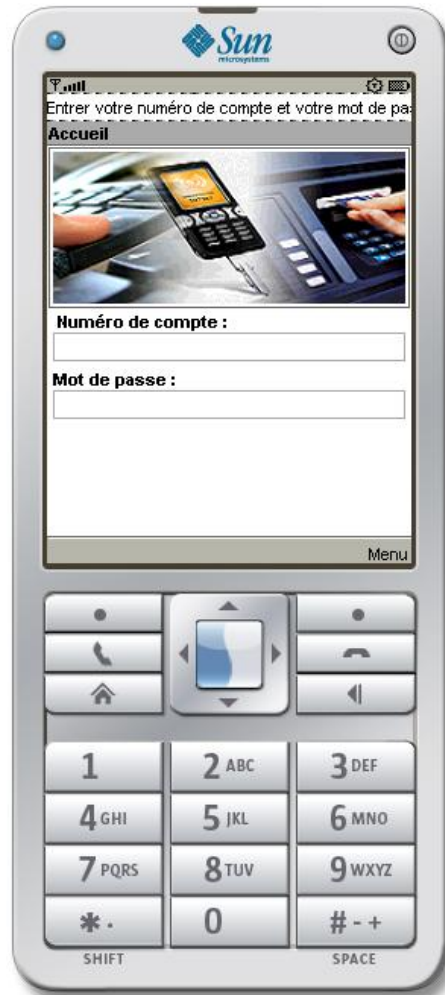 Sun
microsystems
Entrer votre numéro de compte et votre mot de pa
Accueil
Numéro de compte :
Mot de passe :
Menu
1
2 ABC
3 DEF
4 GHI
5 JKL
6 MNO
7 PQRS
8 TUV
9 WXYZ
* .
0
# - +
SHIFT
SPACE